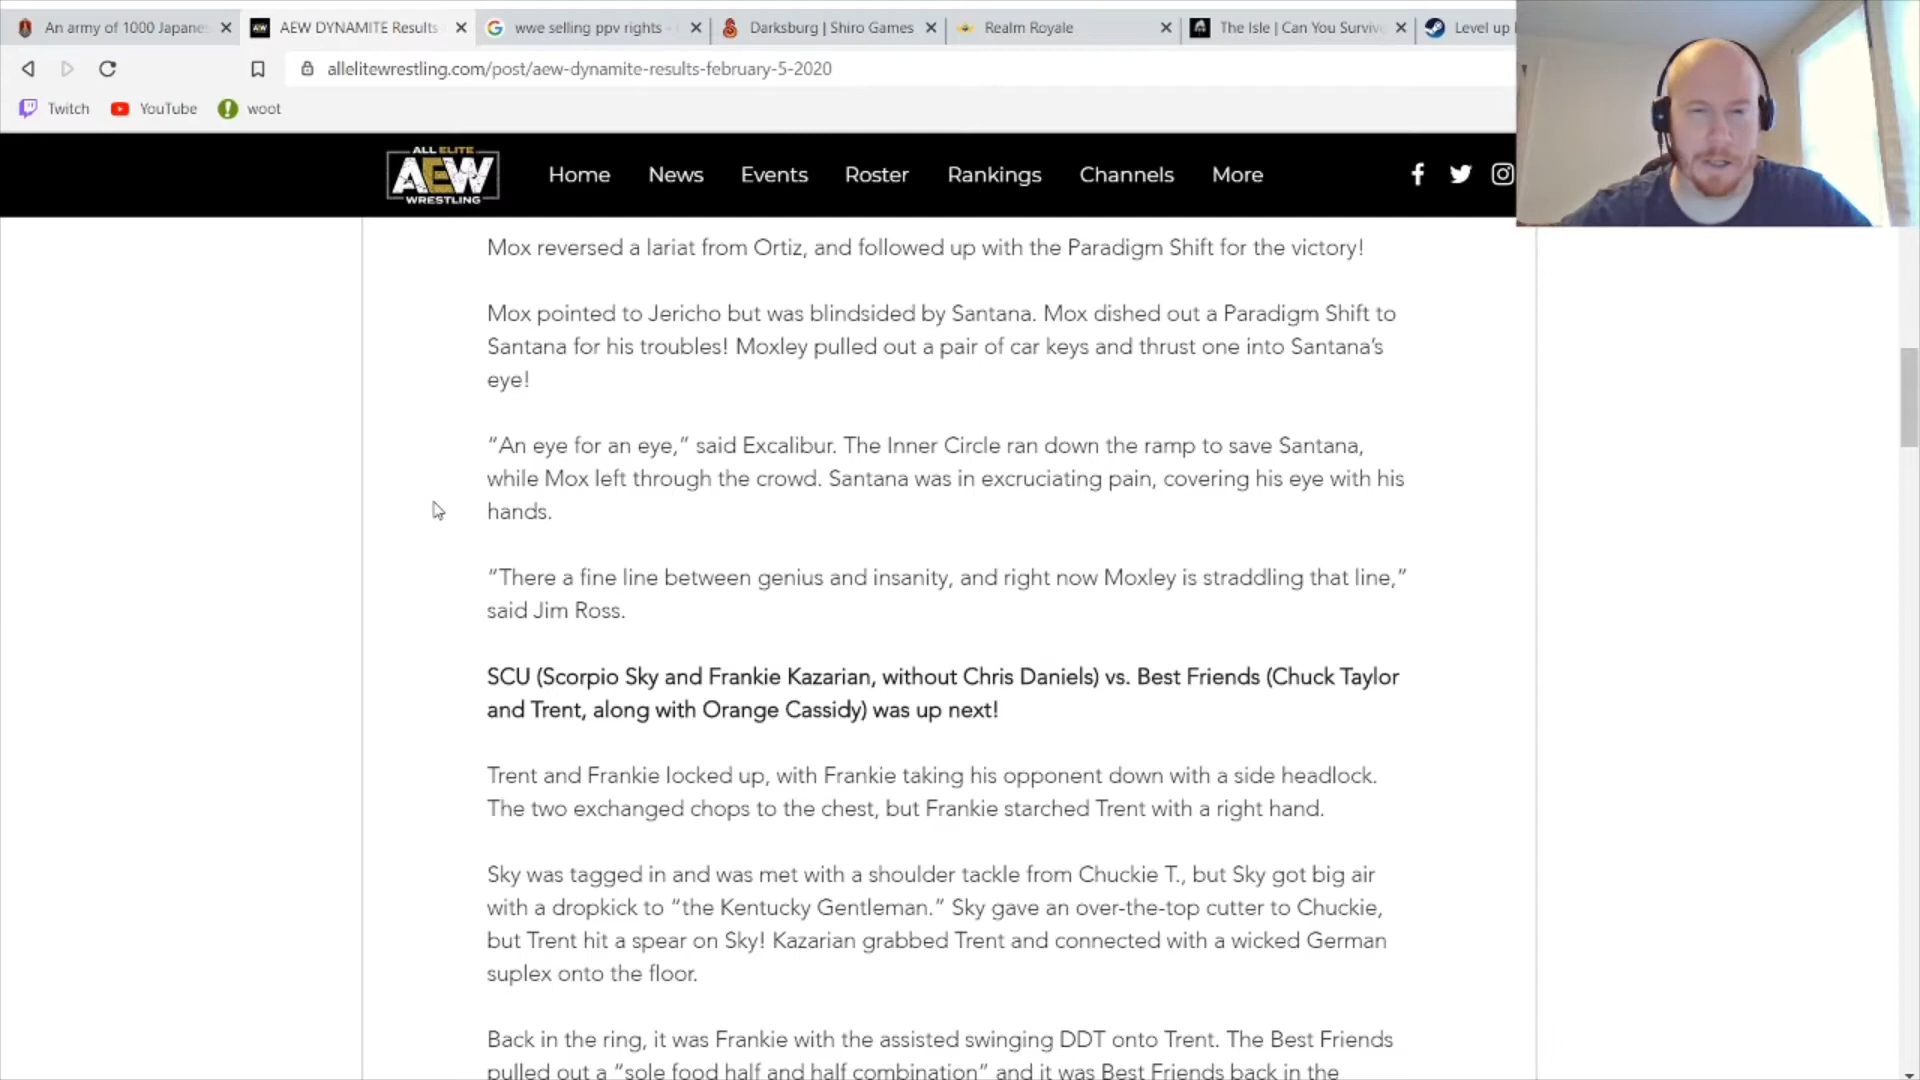 An army of 1000 Japane
AEW DYNAMITE Results
wwe selling ppv rights -
Darksburg | Shiro Games
Realm Royale
The Isle | Can You Surviv
Level up
allelitewrestling.com/post/aew-dynamite-results-february-5-2020
Twitch
YouTube
woot
ALL ELITE
AEW
WRESTLING
Home
News
Events
Roster
Rankings
Channels
More
Mox reversed a lariat from Ortiz, and followed up with the Paradigm Shift for the victory!
Mox pointed to Jericho but was blindsided by Santana. Mox dished out a Paradigm Shift to
Santana for his troubles! Moxley pulled out a pair of car keys and thrust one into Santana’s
eye!
“An eye for an eye,” said Excalibur. The Inner Circle ran down the ramp to save Santana,
while Mox left through the crowd. Santana was in excruciating pain, covering his eye with his
hands.
“There a fine line between genius and insanity, and right now Moxley is straddling that line,”
said Jim Ross.
SCU (Scorpio Sky and Frankie Kazarian, without Chris Daniels) vs. Best Friends (Chuck Taylor
and Trent, along with Orange Cassidy) was up next!
Trent and Frankie locked up, with Frankie taking his opponent down with a side headlock.
The two exchanged chops to the chest, but Frankie starched Trent with a right hand.
Sky was tagged in and was met with a shoulder tackle from Chuckie T., but Sky got big air
with a dropkick to “the Kentucky Gentleman.” Sky gave an over-the-top cutter to Chuckie,
but Trent hit a spear on Sky! Kazarian grabbed Trent and connected with a wicked German
suplex onto the floor.
Back in the ring, it was Frankie with the assisted swinging DDT onto Trent. The Best Friends
pulled out a “sole food half and half combination” and it was Best Friends back in the